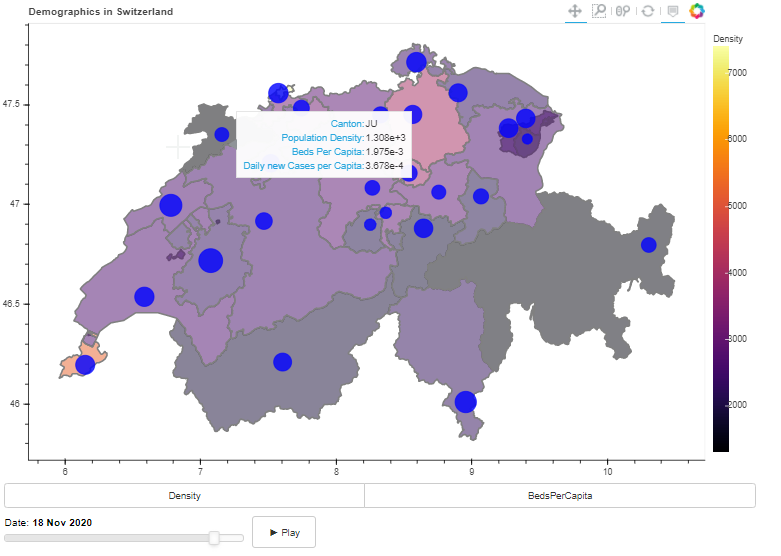 Demographics in Switzerland
Density
7000
6000
5000
4000
3000
2000
47.5
47
46.5
46
Canton: JU
Population Density: 1.308e+3
Beds Per Capita: 1.975e-3
Daily new Cases per Capita: 3.678e-4
6 7 8 9 10
Density BedsPerCapita
Date: 18 Nov 2020
► Play